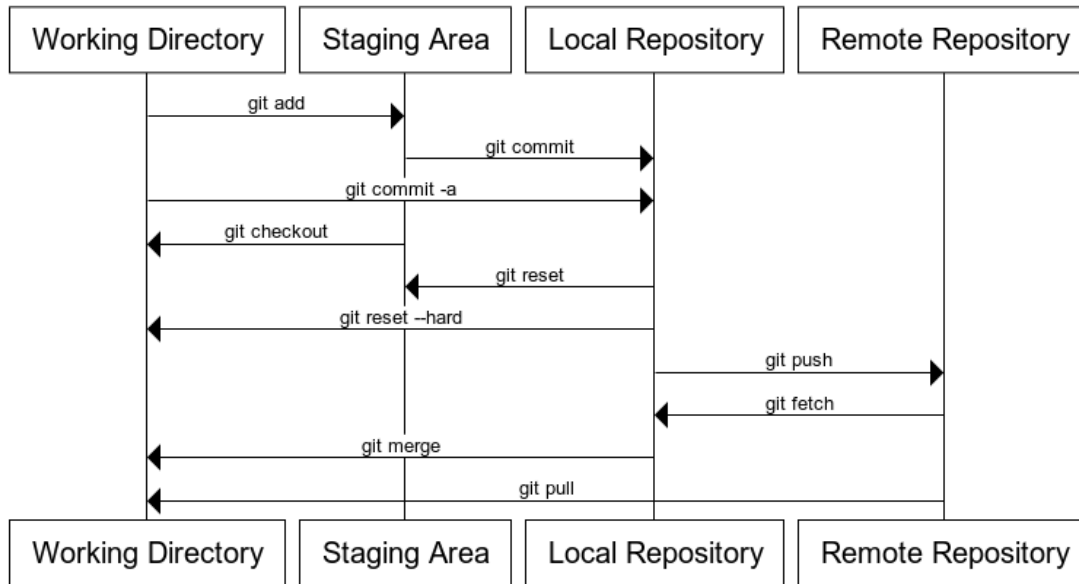 Working Directory
Staging Area
Local Repository
Remote Repository
git add
git commit
git commit -a
git checkout
git reset
git reset --hard
git push
git fetch
git merge
git pull
Working Directory
Staging Area
Local Repository
Remote Repository